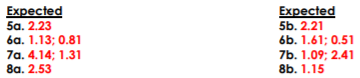 Expected
5a. 2.23
6a. 1.13; 0.81
7a. 4.14; 1.31
8a. 2.53
Expected
5b. 2.21
6b. 1.61; 0.51
7b. 1.09; 2.41
8b. 1.15